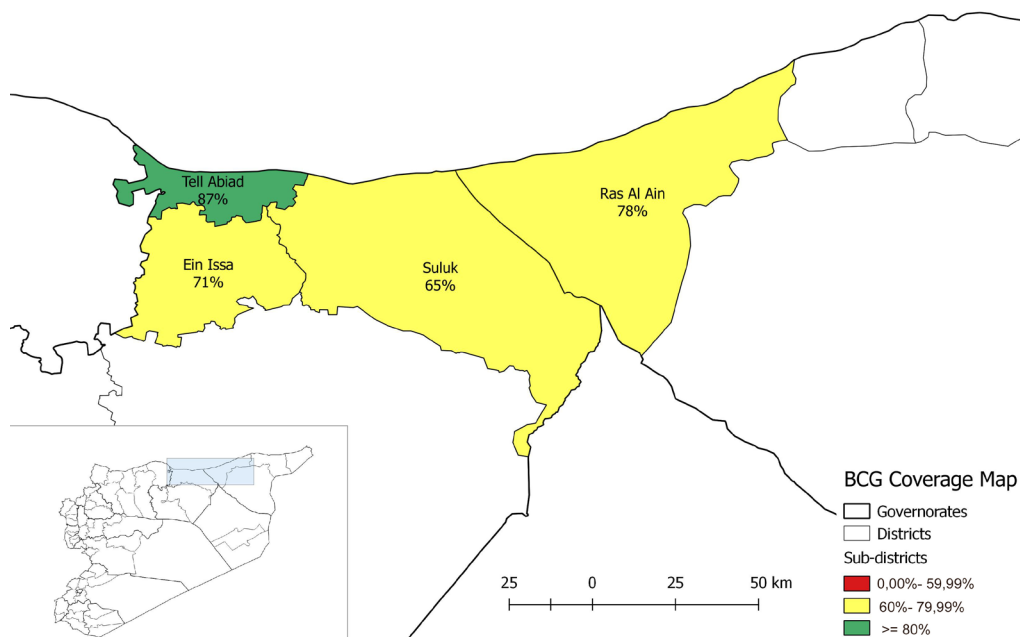 Tell Abiad
87%
Ras Al Ain
78%
Ein Issa
71%
Suluk
65%
BCG Coverage Map
Governorates
Districts
Sub-districts
0,00%- 59,99%
60%- 79,99%
>= 80%
25 0 25 50 km